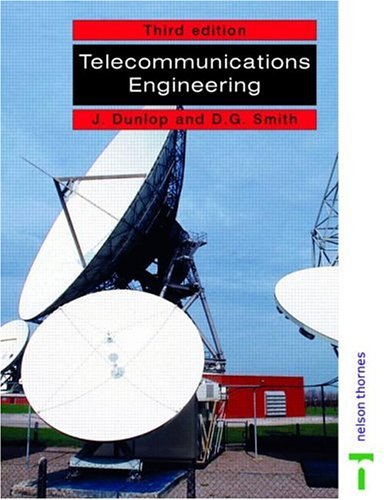 Third edition
Telecommunications
Engineering
J. Dunlop and D.G. Smith
nelson thornes